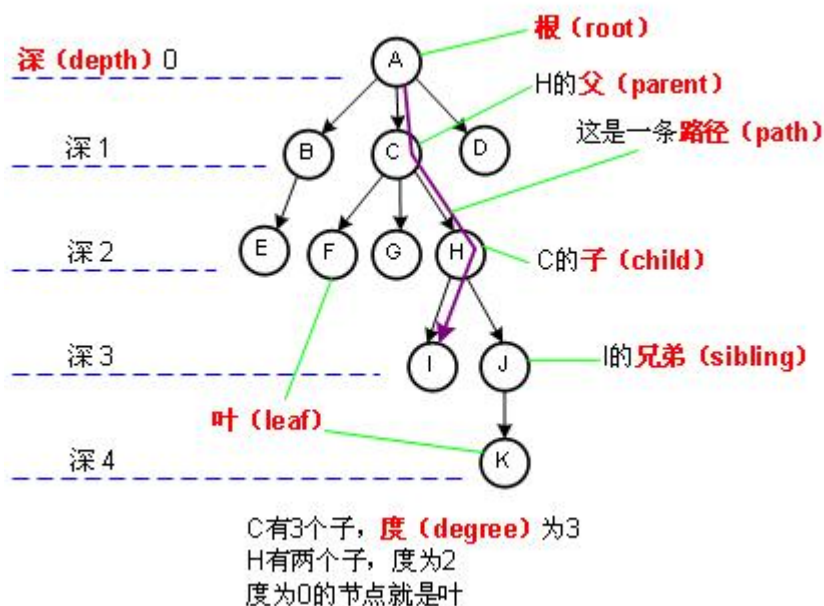 根（root）
深（depth）0
A
H的父（parent）
这是一条路径（path）
深1
B
C
D
深2
E
F
G
H
C的子（child）
深3
I
J
I的兄弟（sibling）
叶（leaf）
深4
K
C有3个子，度（degree）为3
H有两个子，度为2
度为0的节点就是叶